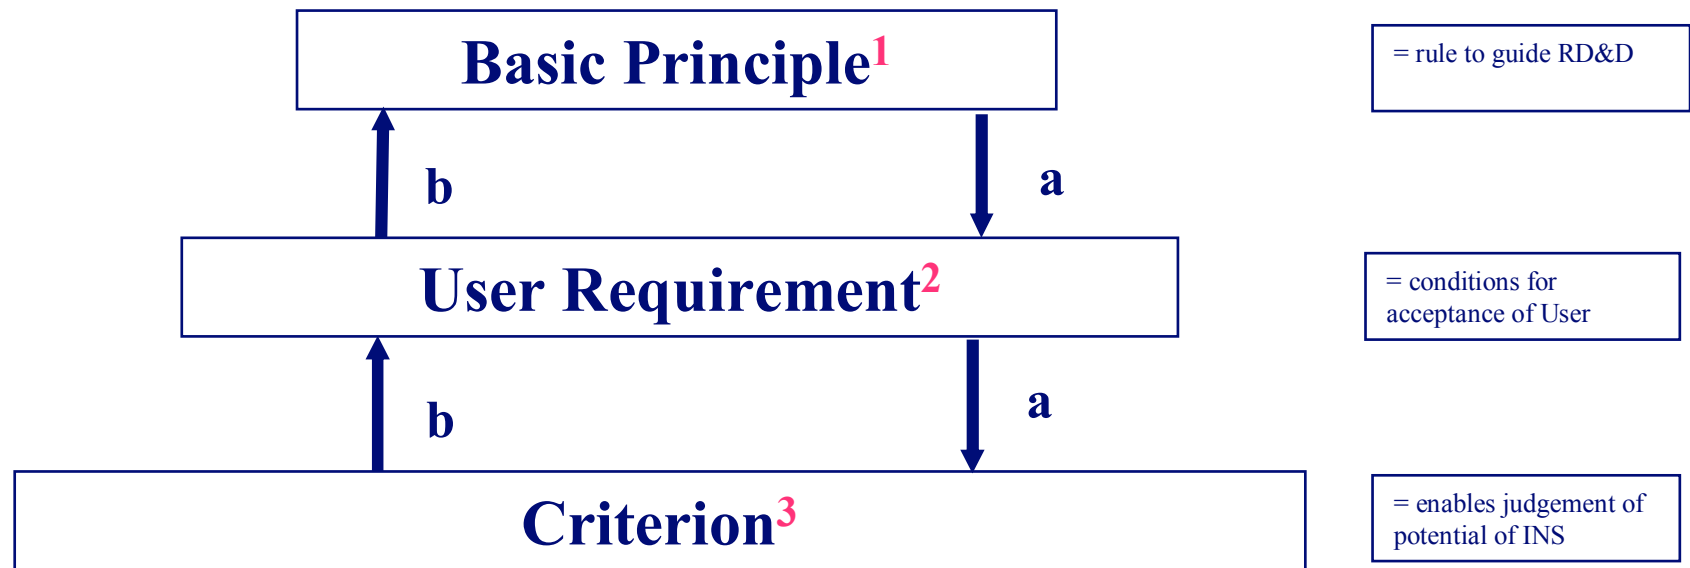 Basic Principle1
= rule to guide RD&D
b
a
User Requirement2
= conditions for
acceptance of User
b
a
Criterion3
= enables judgement of
potential of INS